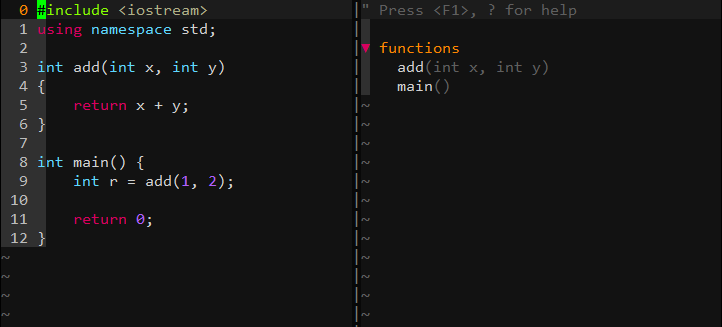 0 #include <iostream>
1 using namespace std;
2
3 int add(int x, int y)
4 {
5     return x + y;
6 }
7
8 int main() {
9     int r = add(1, 2);
10
11     return 0;
12 }
~
~
~
~
" Press <F1>, ? for help
▼ functions
    add(int x, int y)
    main()
~
~
~
~
~
~
~
~
~
~
~
~